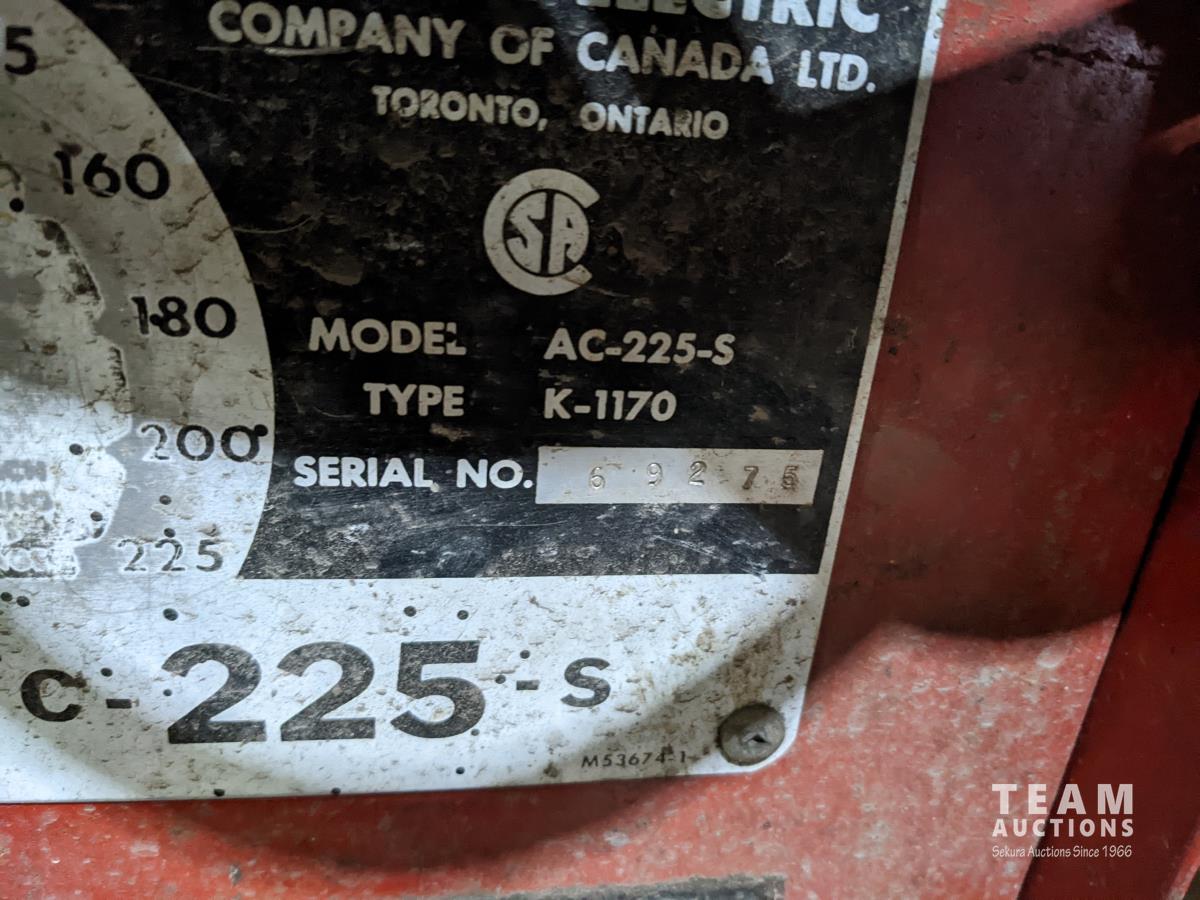 ELECTRIC
COMPANY OF CANADA LTD.
TORONTO, ONTARIO
CSA
5
160
180
200
225
MODEL AC-225-S
TYPE K-1170
SERIAL NO. 69275
C-225-S
M53674-1
TEAM
AUCTIONS
Sekura Auctions Since 1966